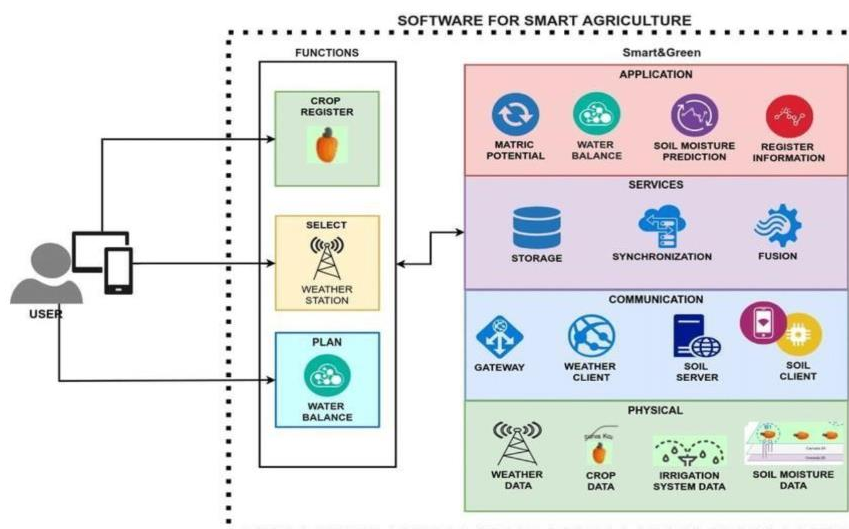 SOFTWARE FOR SMART AGRICULTURE
FUNCTIONS
CROP
REGISTER
SELECT
WEATHER
STATION
PLAN
WATER
BALANCE
USER
Smart&Green
APPLICATION
MATRIC
POTENTIAL
WATER
BALANCE
SOIL MOISTURE
PREDICTION
REGISTER
INFORMATION
SERVICES
STORAGE
SYNCHRONIZATION
FUSION
COMMUNICATION
GATEWAY
WEATHER
CLIENT
SOIL
SERVER
SOIL
CLIENT
PHYSICAL
WEATHER
DATA
CROP
DATA
IRRIGATION
SYSTEM DATA
SOIL MOISTURE
DATA